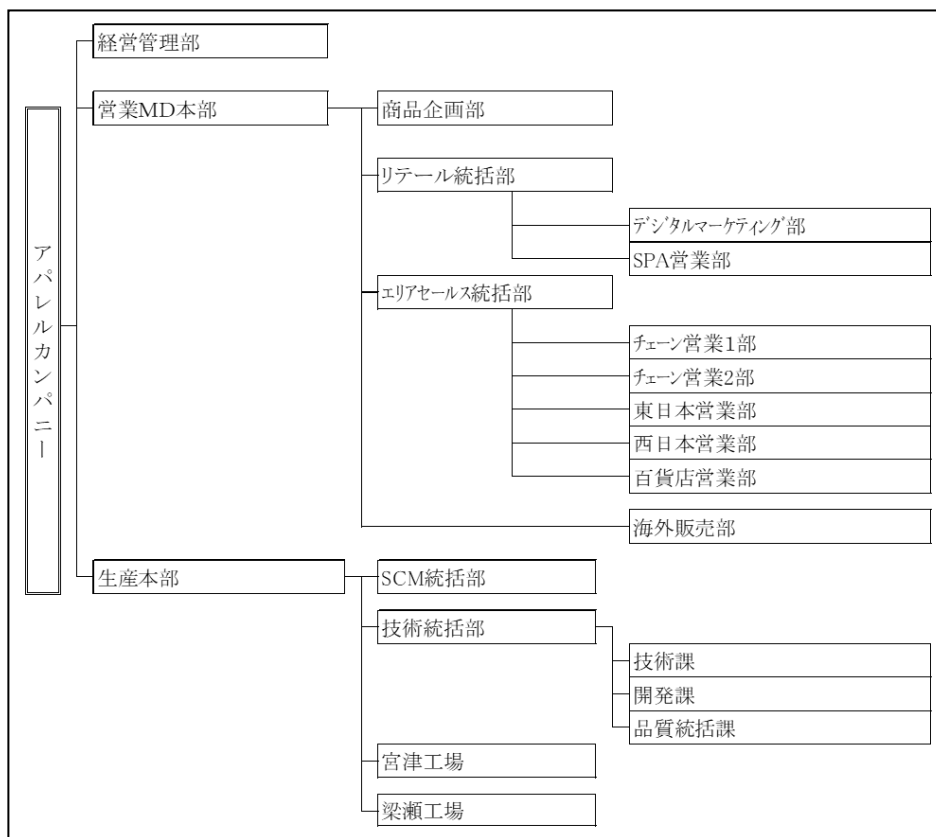 アパレルカンパニー
経営管理部
営業MD本部
商品企画部
リテール統括部
デジタルマーケティング部
SPA営業部
エリアセールス統括部
チェーン営業1部
チェーン営業2部
東日本営業部
西日本営業部
百貨店営業部
海外販売部
生産本部
SCM統括部
技術統括部
技術課
開発課
品質統括課
宮津工場
梁瀬工場